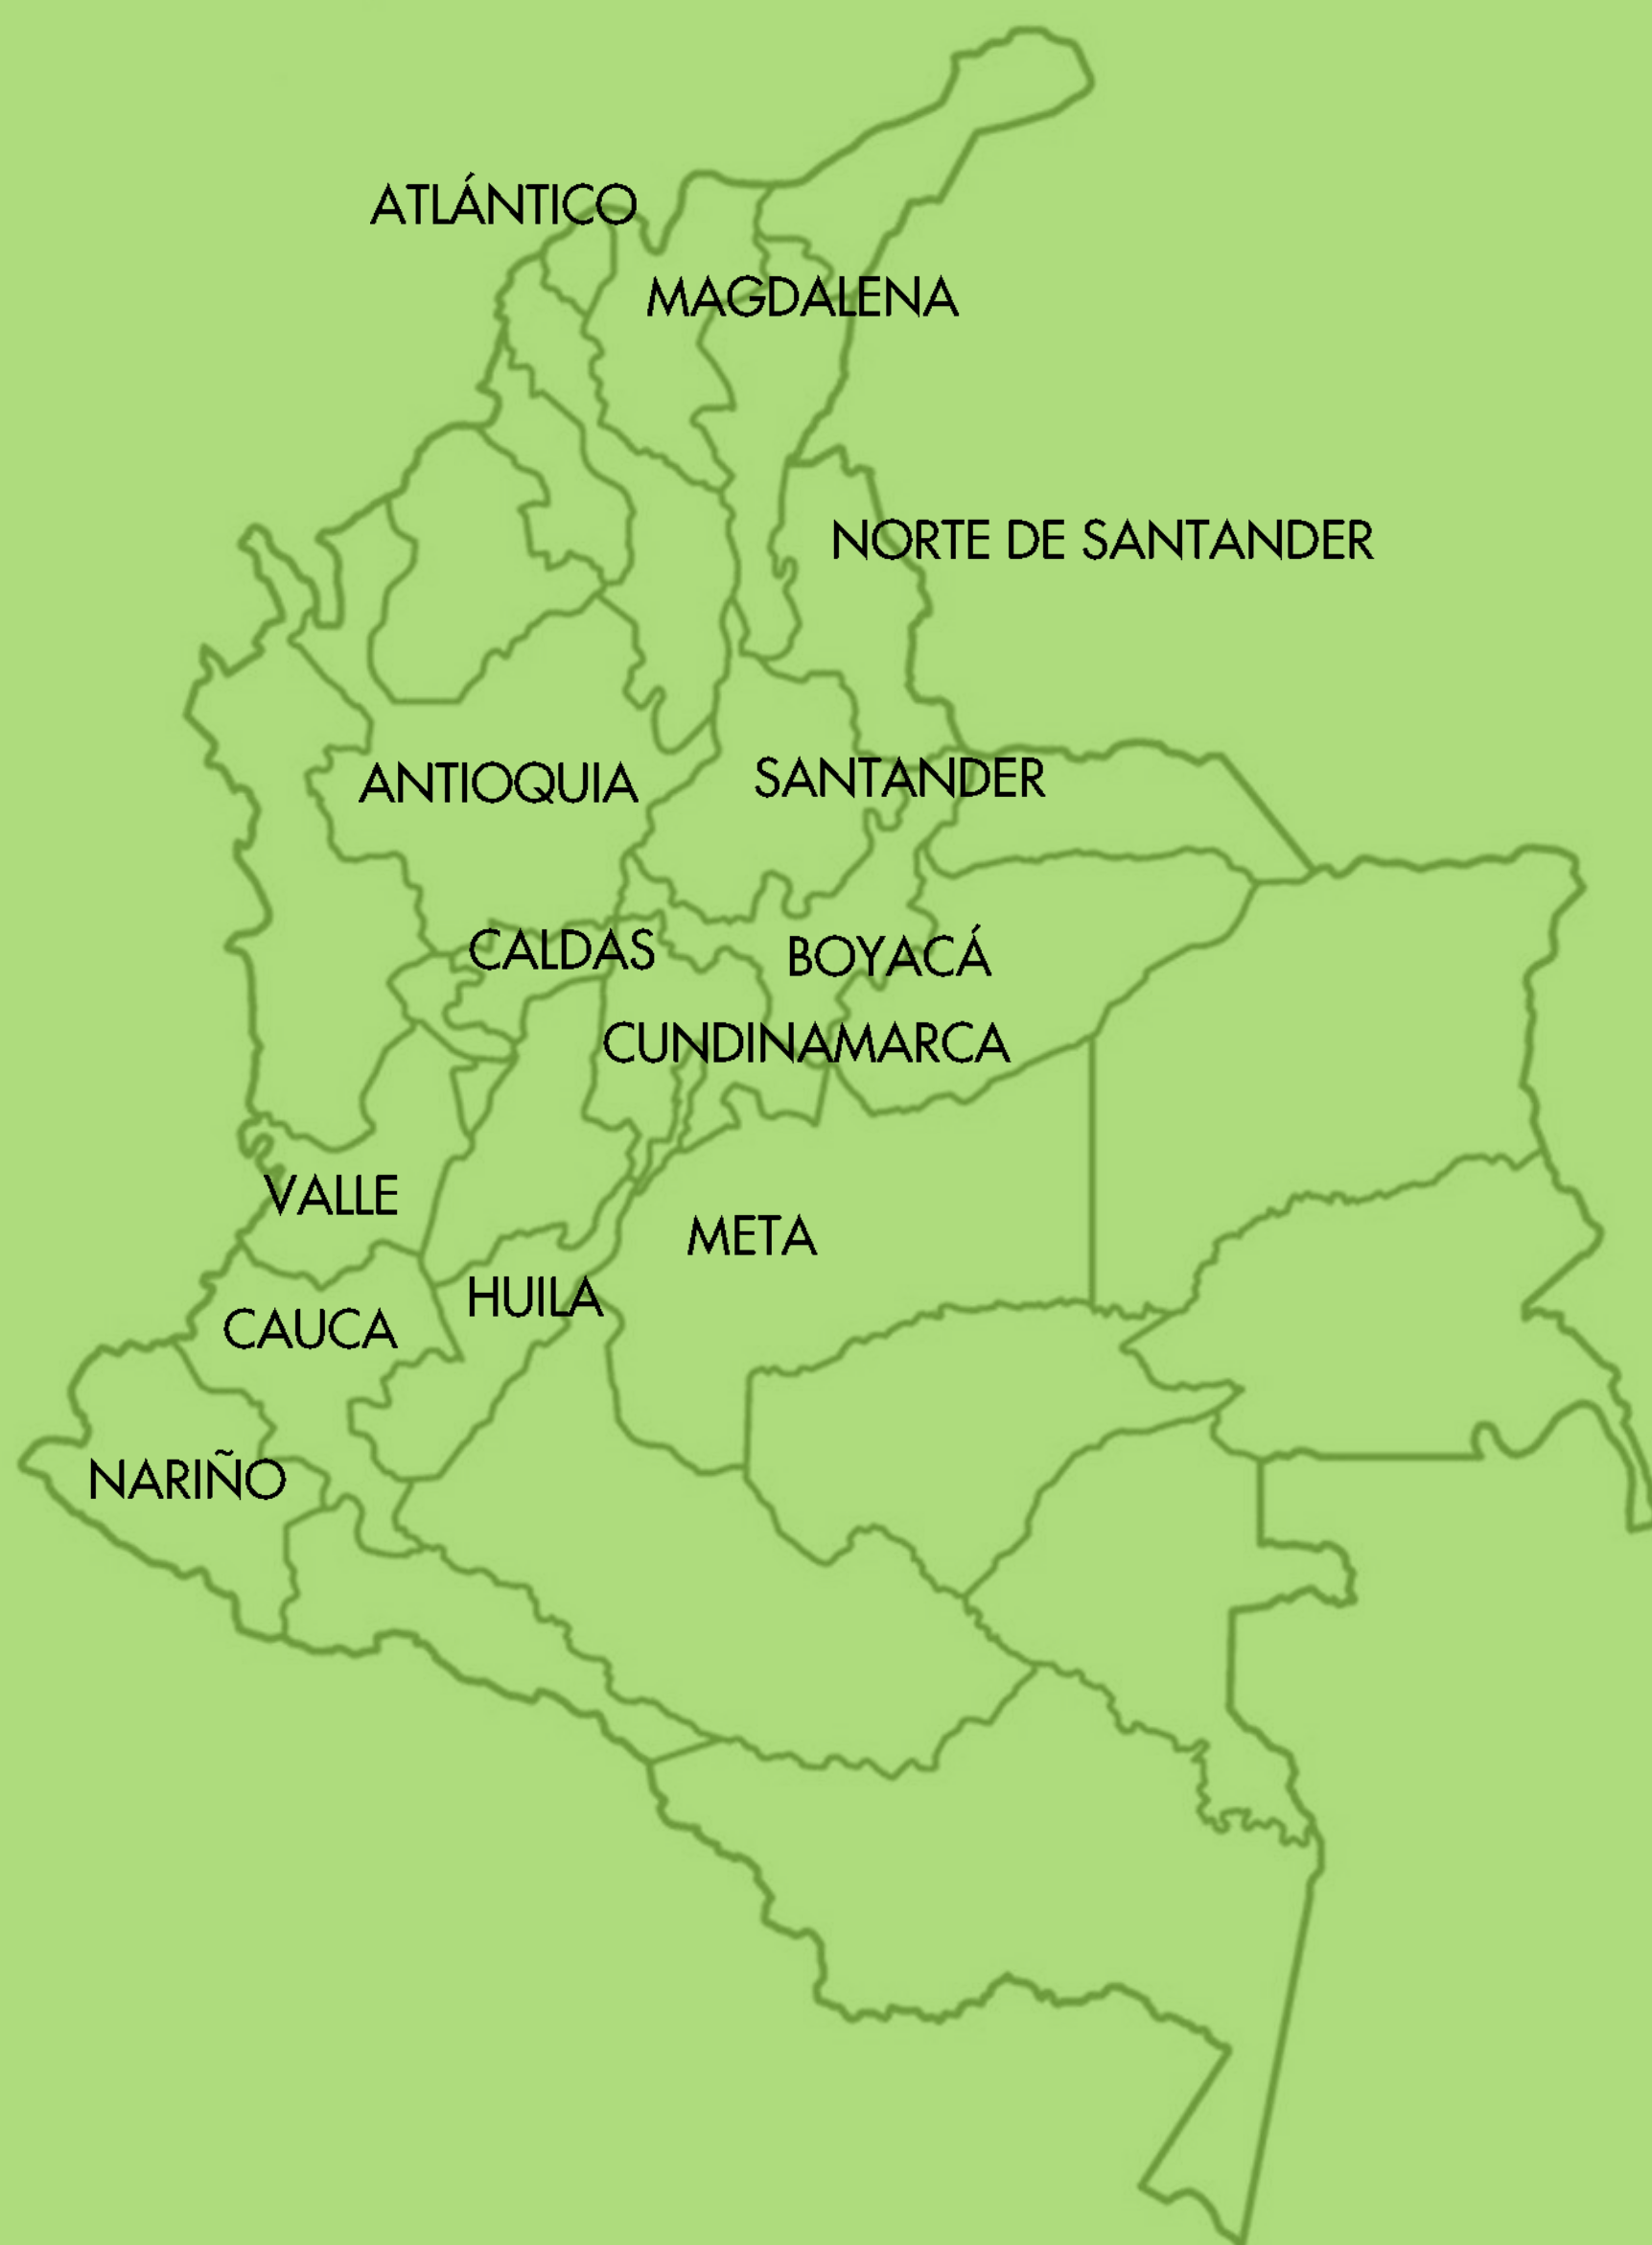 ATLÁNTICO
MAGDALENA
NORTE DE SANTANDER
ANTIOQUIA
SANTANDER
CALDAS
BOYACÁ
CUNDINAMARCA
VALLE
META
HUILA
CAUCA
NARIÑO